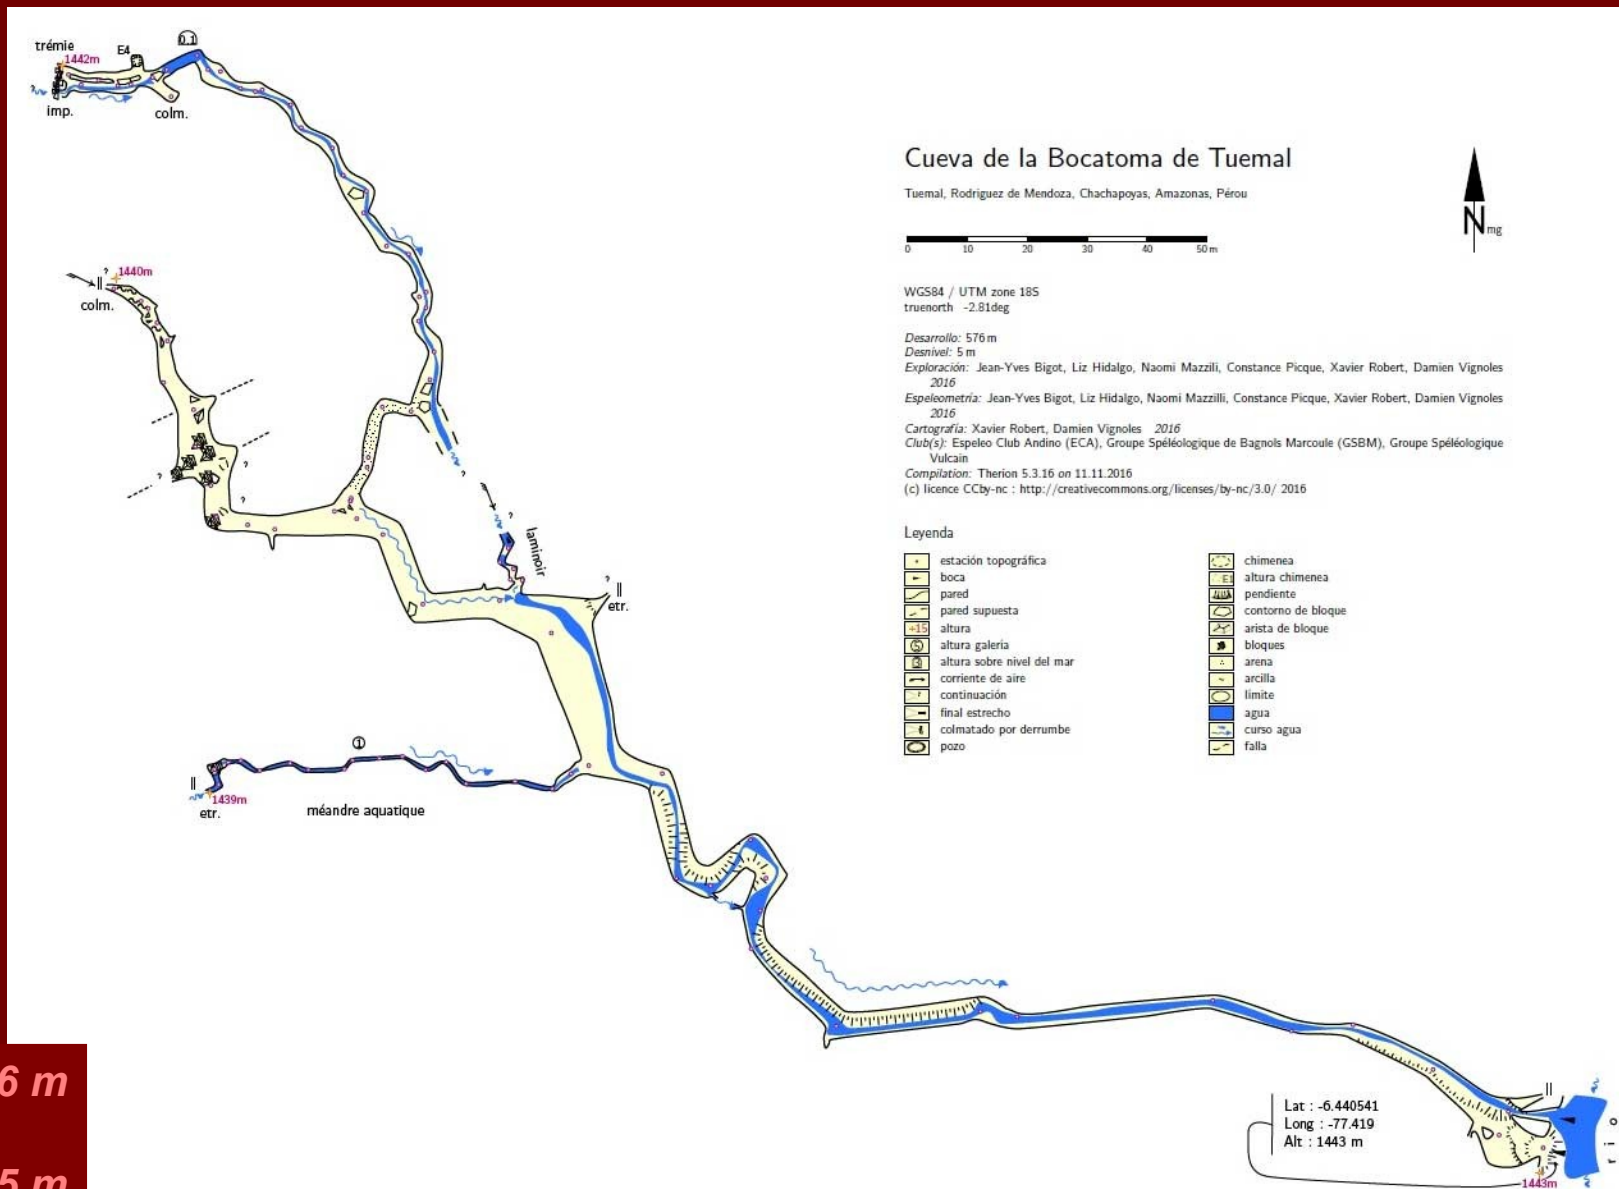 trémie
1442m
E4
0.1
?
imp.
colm.
Cueva de la Bocatoma de Tuemal
Tuemal, Rodriguez de Mendoza, Chachapoyas, Amazonas, Pérou
N mg
0 10 20 30 40 50 m
WGS84 / UTM zone 18S
truenorth -2.81deg
Desarrollo: 576 m
Desnivel: 5 m
Exploración: Jean-Yves Bigot, Liz Hidalgo, Naomi Mazzili, Constance Picque, Xavier Robert, Damien Vignoles
2016
Espeleometría: Jean-Yves Bigot, Liz Hidalgo, Naomi Mazzilli, Constance Picque, Xavier Robert, Damien Vignoles
2016
Cartografía: Xavier Robert, Damien Vignoles 2016
Club(s): Espeleo Club Andino (ECA), Groupe Spéléologique de Bagnols Marcoule (GSBM), Groupe Spéléologique
Vulcain
Compilation: Therion 5.3.16 on 11.11.2016
(c) licence CCby-nc : http://creativecommons.org/licenses/by-nc/3.0/ 2016
Leyenda
estación topográfica
boca
pared
pared supuesta
+15 altura
5 altura galeria
3 altura sobre nivel del mar
corriente de aire
continuación
final estrecho
colmatado por derrumbe
pozo
chimenea
E1 altura chimenea
pendiente
contorno de bloque
arista de bloque
bloques
arena
arcilla
límite
agua
curso agua
falla
?
1440m
colm.
?
?
?
?
?
?
?
laminoir
?
etr.
1
etr.
1439m
méandre aquatique
Lat : -6.440541
Long : -77.419
Alt : 1443 m
1443m
rio
6 m
5 m